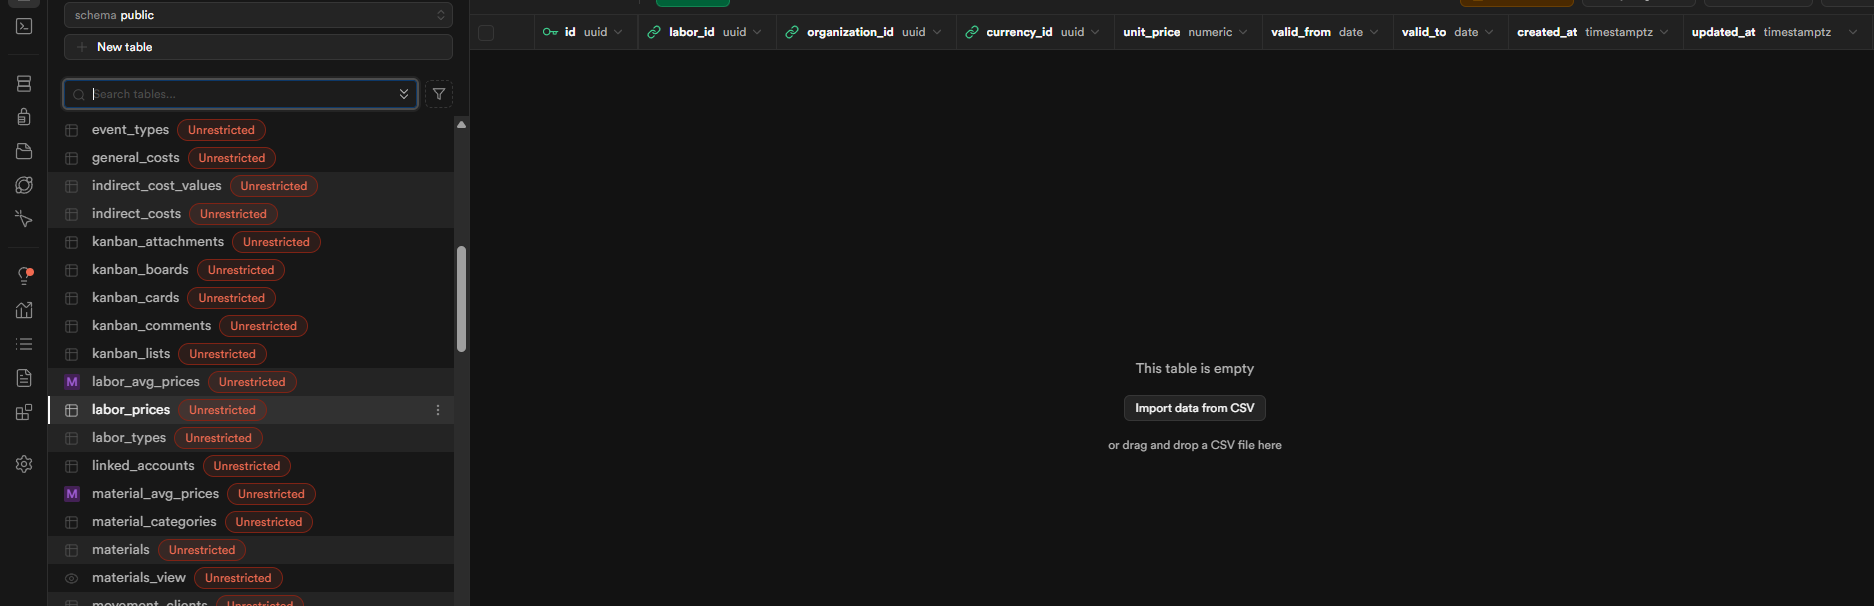 schema public
New table
Search tables...
event_types Unrestricted
general_costs Unrestricted
indirect_cost_values Unrestricted
indirect_costs Unrestricted
kanban_attachments Unrestricted
kanban_boards Unrestricted
kanban_cards Unrestricted
kanban_comments Unrestricted
kanban_lists Unrestricted
M labor_avg_prices Unrestricted
labor_prices Unrestricted
labor_types Unrestricted
linked_accounts Unrestricted
M material_avg_prices Unrestricted
material_categories Unrestricted
materials Unrestricted
materials_view Unrestricted
movement_clients Unrestricted
id uuid labor_id uuid organization_id uuid currency_id uuid unit_price numeric valid_from date valid_to date created_at timestamptz updated_at timestamptz
This table is empty
Import data from CSV
or drag and drop a CSV file here